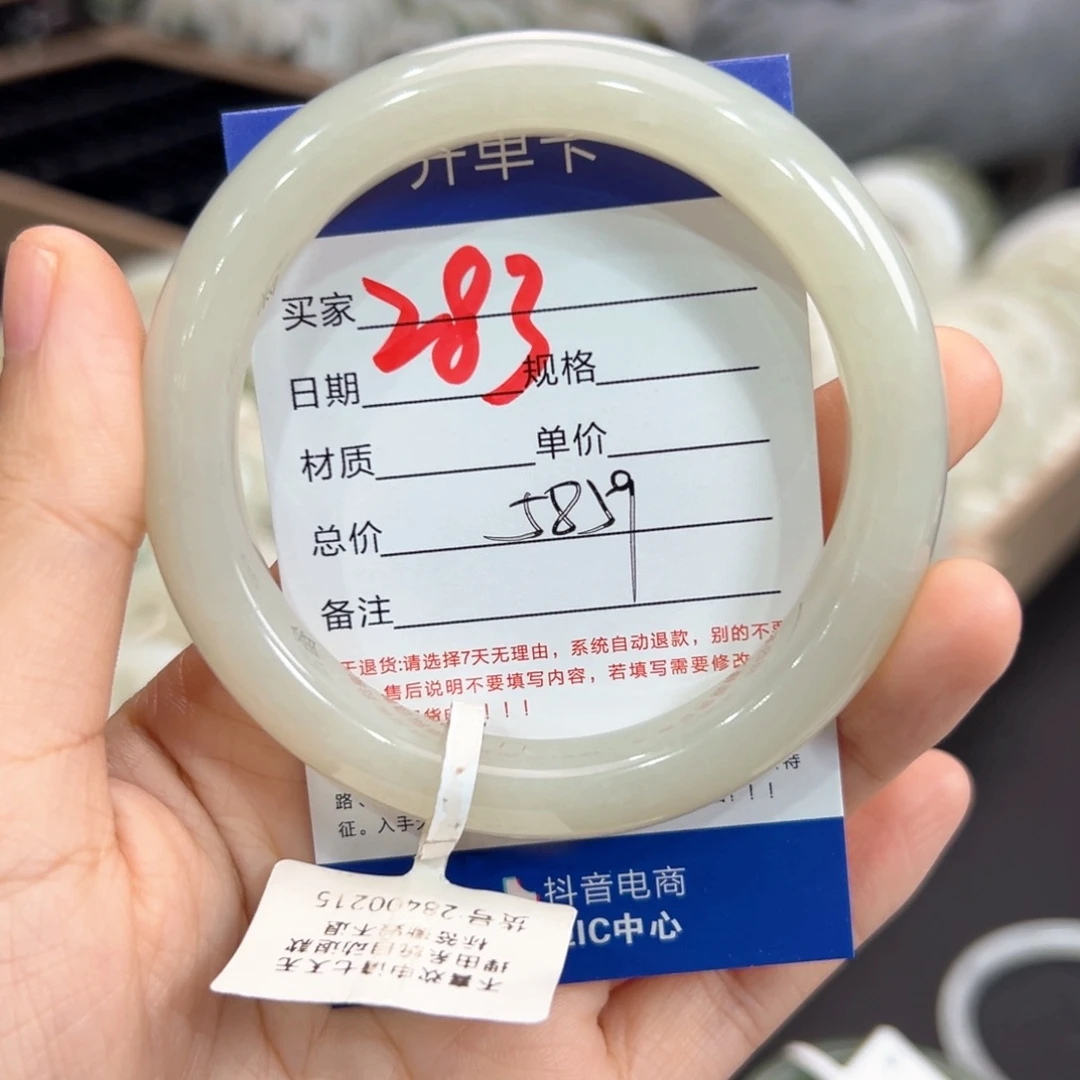 开单卡
买家 283
日期 规格
材质 单价
总价 5819
备注
天退货:请选择7天无理由，系统自动退款，别的不要
售后说明不要填写内容，若填写需要修改
！！！
待
路、 ！！！
征。入手
抖音电商
EIC中心
不喜欢申请七天无
理由系统自动退款
标签撕毁不退
货号:28400215